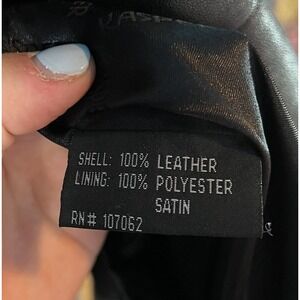 SHELL: 100% LEATHER
LINING: 100% POLYESTER
SATIN
RN# 107062